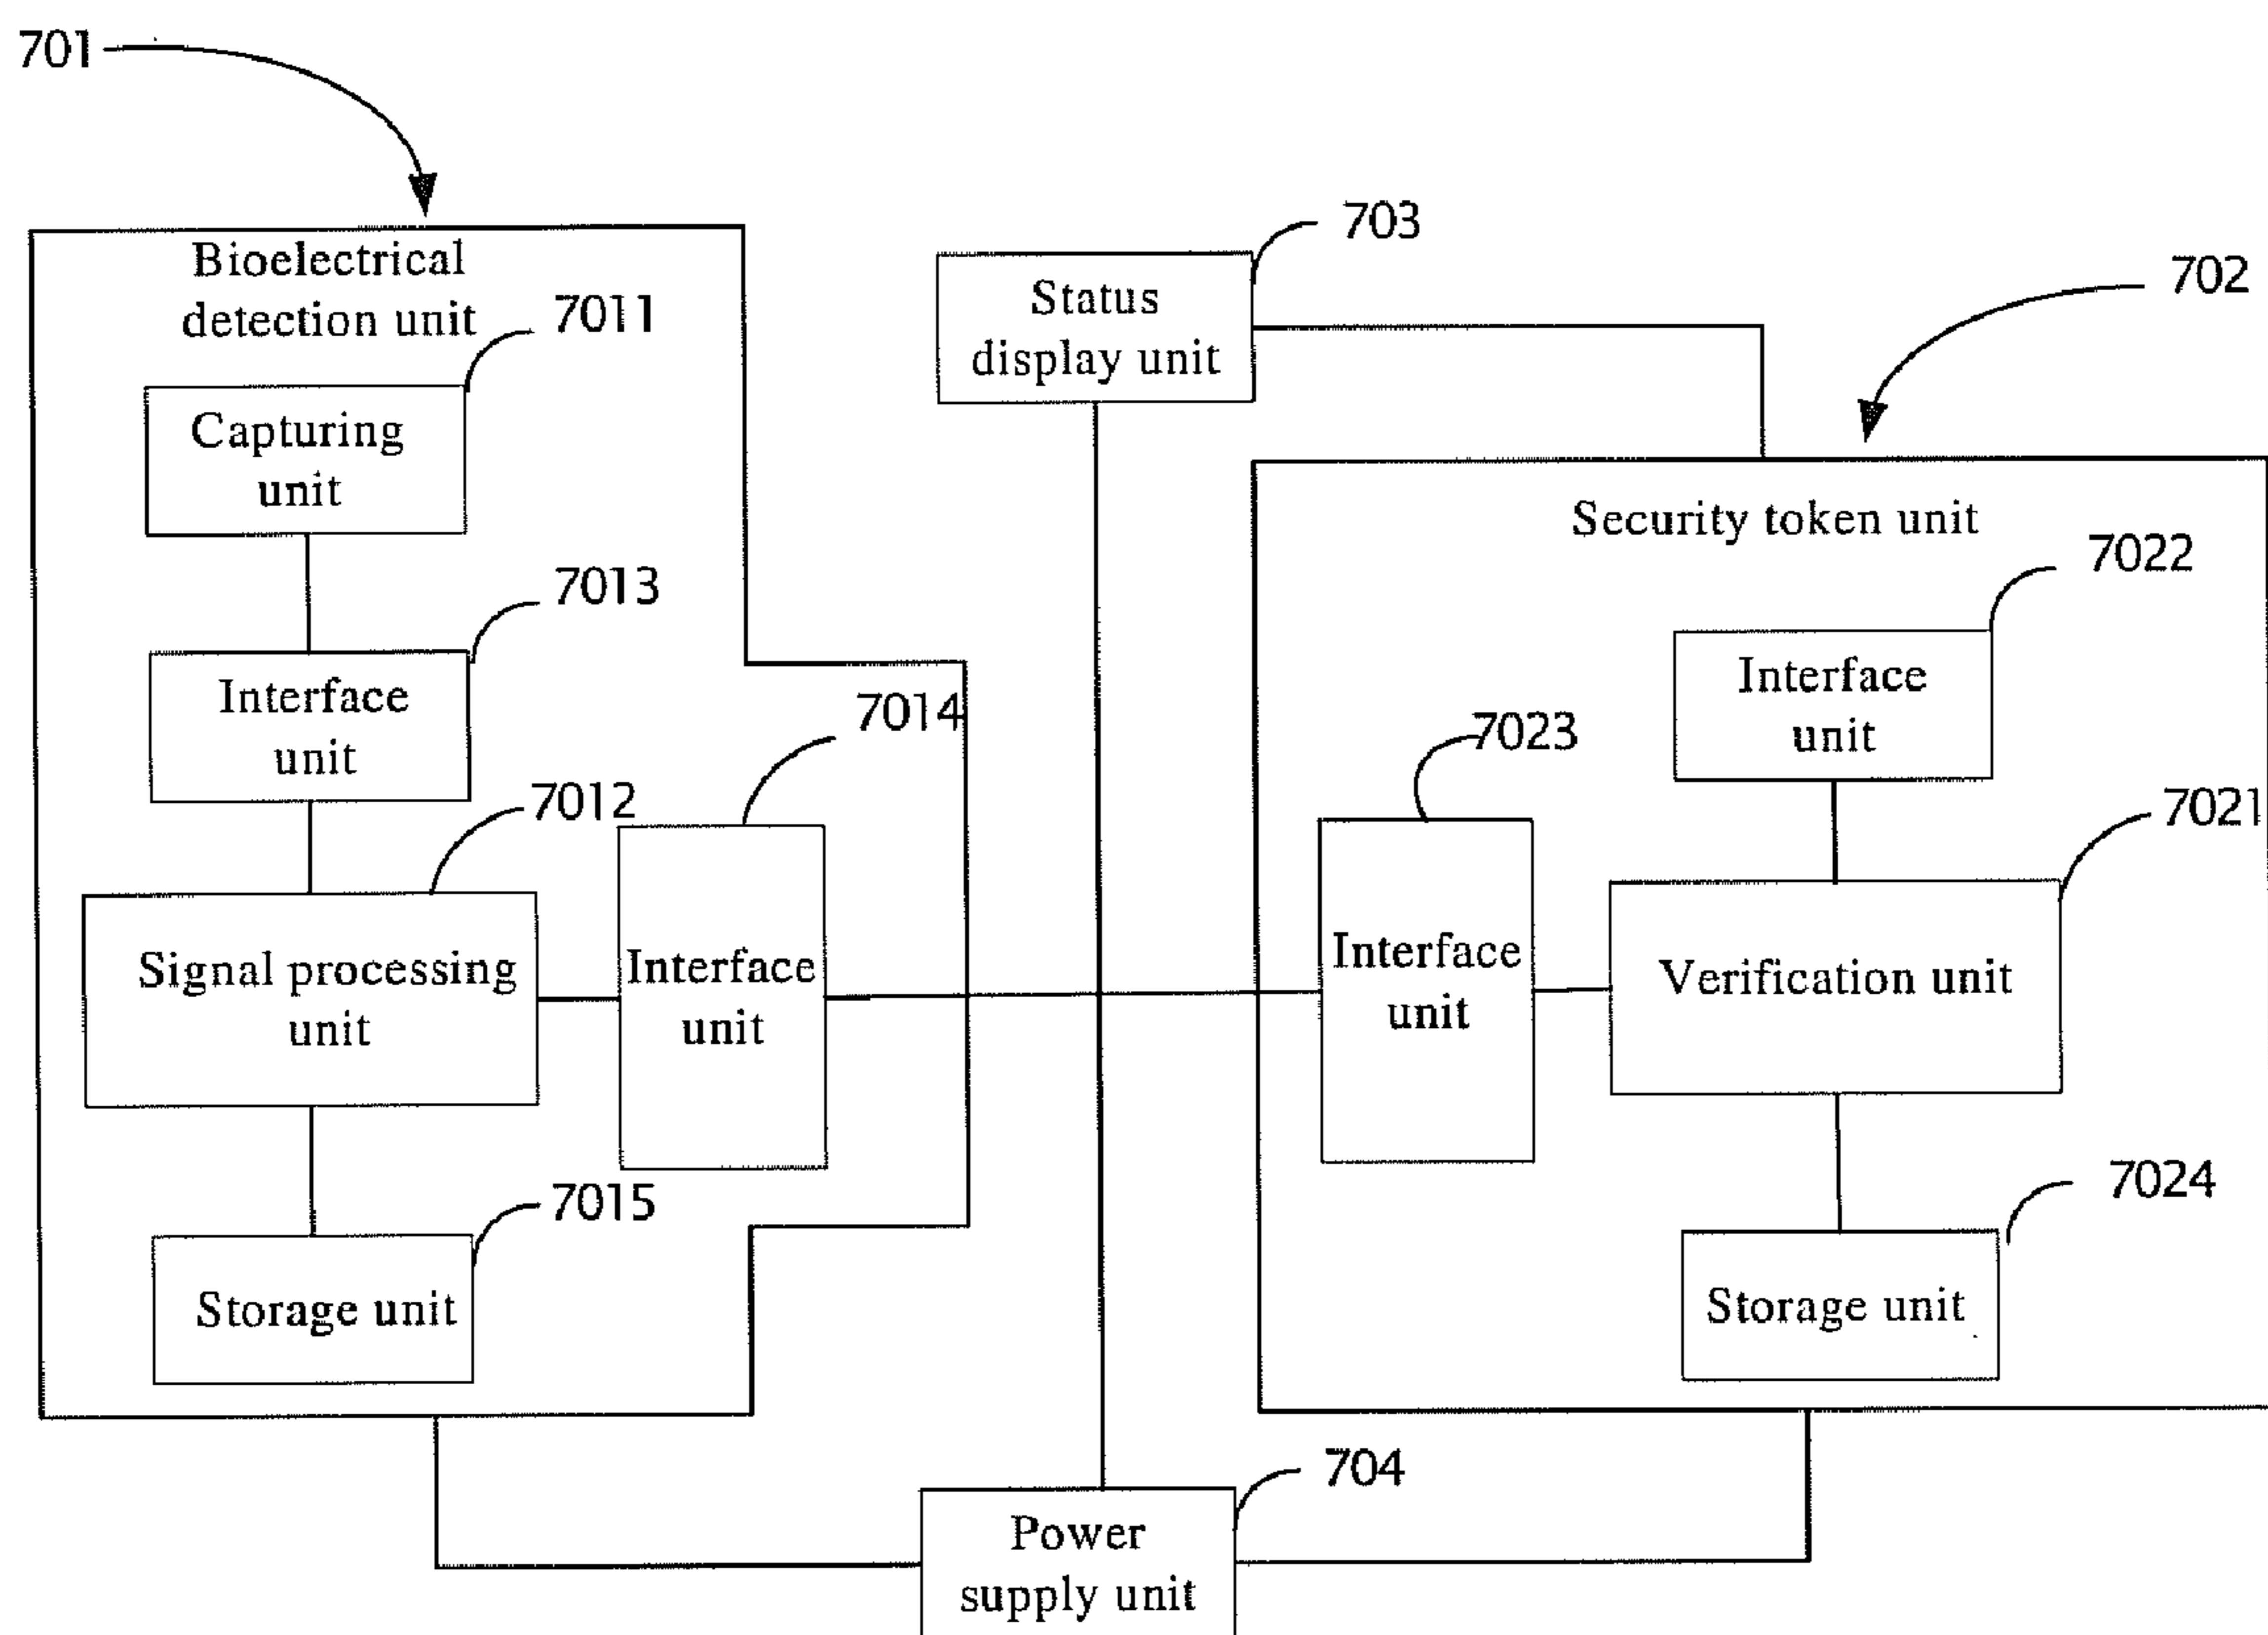 701
Bioelectrical
detection unit
7011
Capturing
unit
7013
Interface
unit
7012
Signal processing
unit
7014
Interface
unit
7015
Storage unit
703
Status
display unit
702
Security token unit
7022
Interface
unit
7023
Interface
unit
7021
Verification unit
7024
Storage unit
704
Power
supply unit